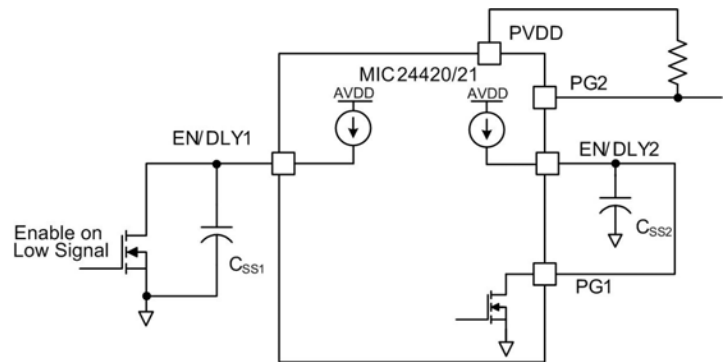 PVDD
MIC24420/21
AVDD
AVDD
PG2
EN/DLY1
EN/DLY2
Enable on
Low Signal
CSS1
CSS2
PG1